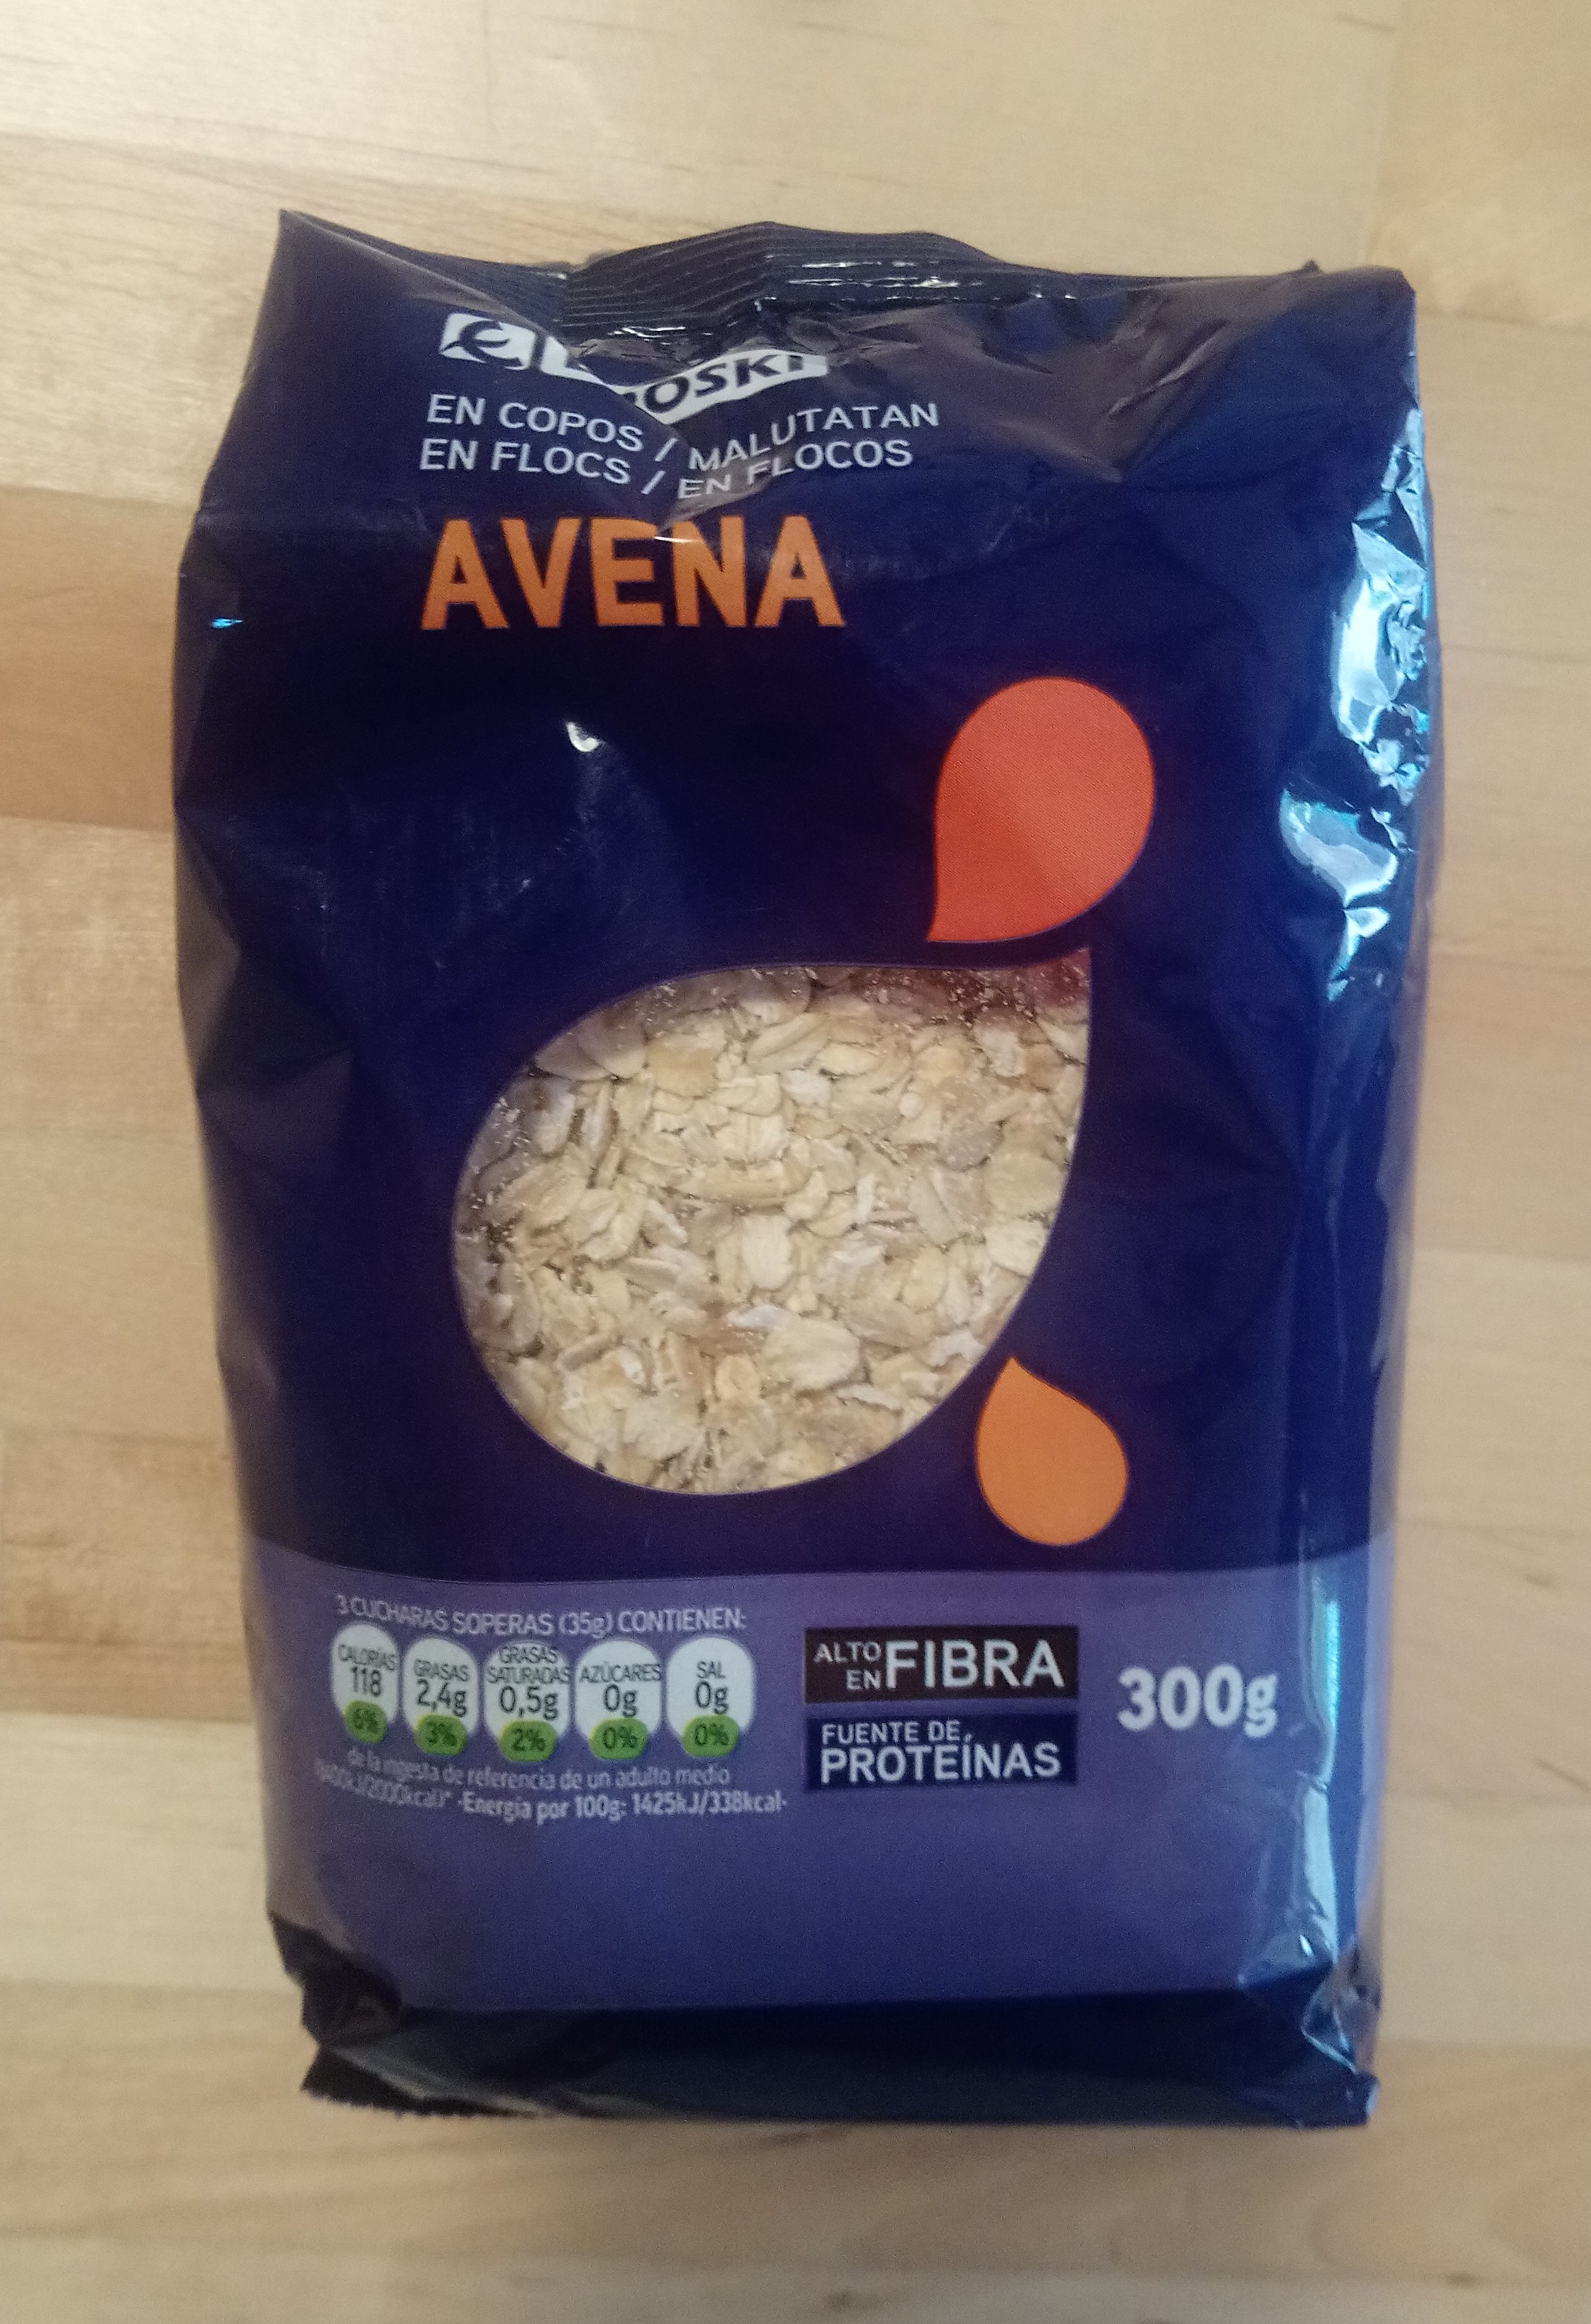 EN COPOS / MALUTATAN
EN FLOCS / EN FLOCOS
AVENA
3 CUCHARAS SOPERAS (35g) CONTIENEN:
CALORÍAS
118
6%
GRASAS
2,4g
3%
GRASAS
SATURADAS
0,5g
2%
AZÚCARES
0g
0%
SAL
0g
0%
de la ingesta de referencia de un adulto medio
-Energía por 100g: 1425kJ/338kcal-
ALTO
EN FIBRA
FUENTE DE
PROTEÍNAS
300g